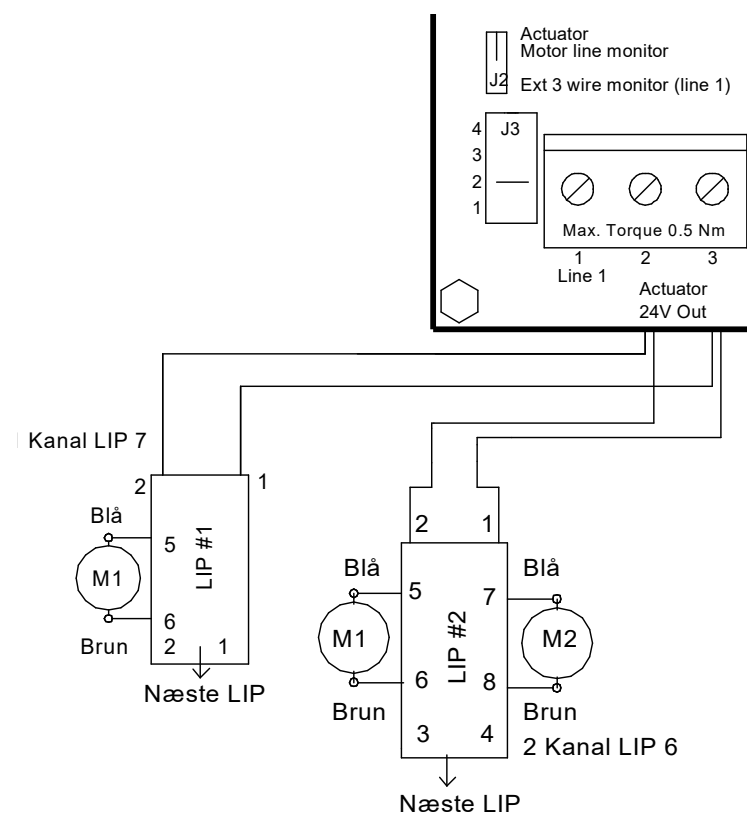 Actuator
Motor line monitor
J2
Ext 3 wire monitor (line 1)
4
J3
3
2
1
Max. Torque 0.5 Nm
1
2
3
Line 1
Actuator
24V Out
Kanal LIP 7
2
1
Blå
5
LIP #1
M1
6
Brun
2
1
Næste LIP
2
1
Blå
5
7
Blå
M1
LIP #2
M2
6
8
Brun
Brun
3
4
2 Kanal LIP 6
Næste LIP